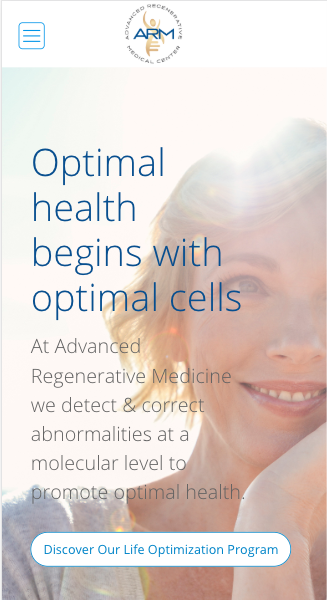 ADVANCED REGENERATIVE
ARM
MEDICAL CENTER
Optimal
health
begins with
optimal cells
At Advanced
Regenerative Medicine
we detect & correct
abnormalities at a
molecular level to
promote optimal health.
Discover Our Life Optimization Program